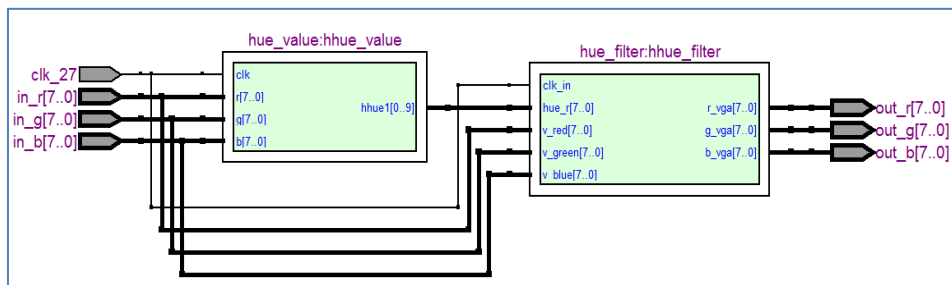 hue_value:hhue_value
hue_filter:hhue_filter
clk_27
in_r[7..0]
in_g[7..0]
in_b[7..0]
clk
r[7..0]
g[7..0]
b[7..0]
hhue1[0..9]
clk_in
hue_r[7..0]
v_red[7..0]
v_green[7..0]
v_blue[7..0]
r_vga[7..0]
g_vga[7..0]
b_vga[7..0]
out_r[7..0]
out_g[7..0]
out_b[7..0]